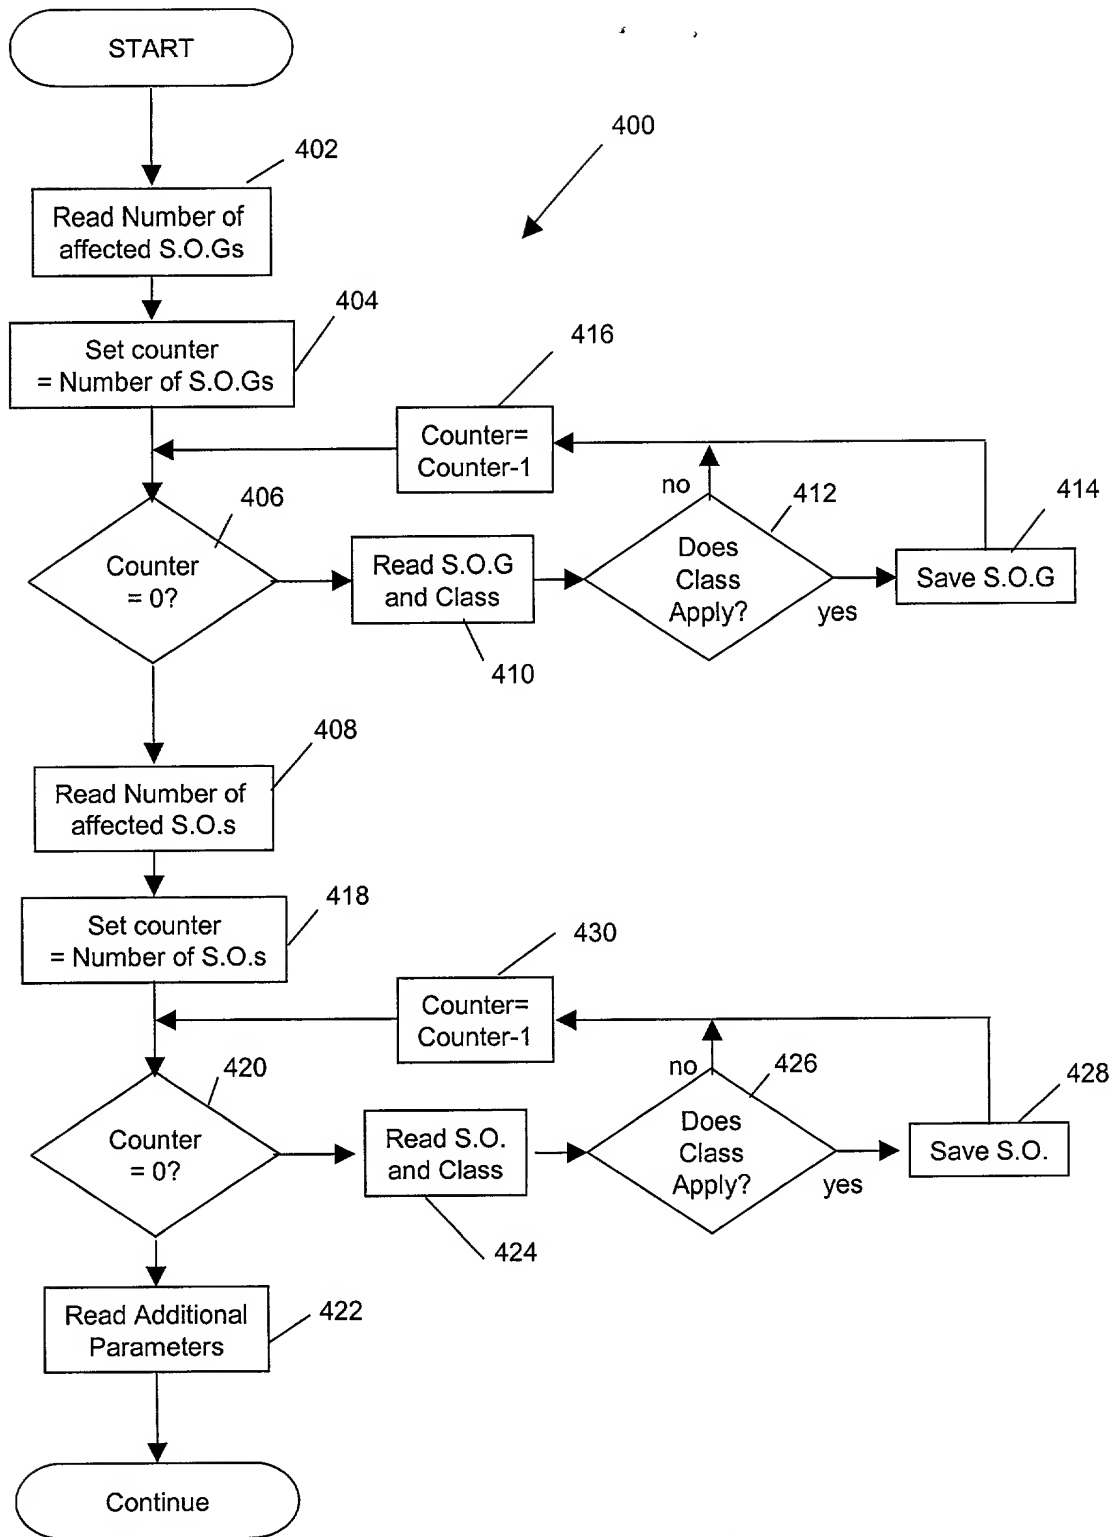 START
400
402
Read Number of
affected S.O.Gs
404
Set counter
= Number of S.O.Gs
416
Counter=
Counter-1
406
Counter
= 0?
Read S.O.G
and Class
410
no
412
Does
Class
Apply?
yes
414
Save S.O.G
408
Read Number of
affected S.O.s
418
Set counter
= Number of S.O.s
430
Counter=
Counter-1
420
Counter
= 0?
Read S.O.
and Class
424
no
426
Does
Class
Apply?
yes
428
Save S.O.
Read Additional
Parameters
422
Continue